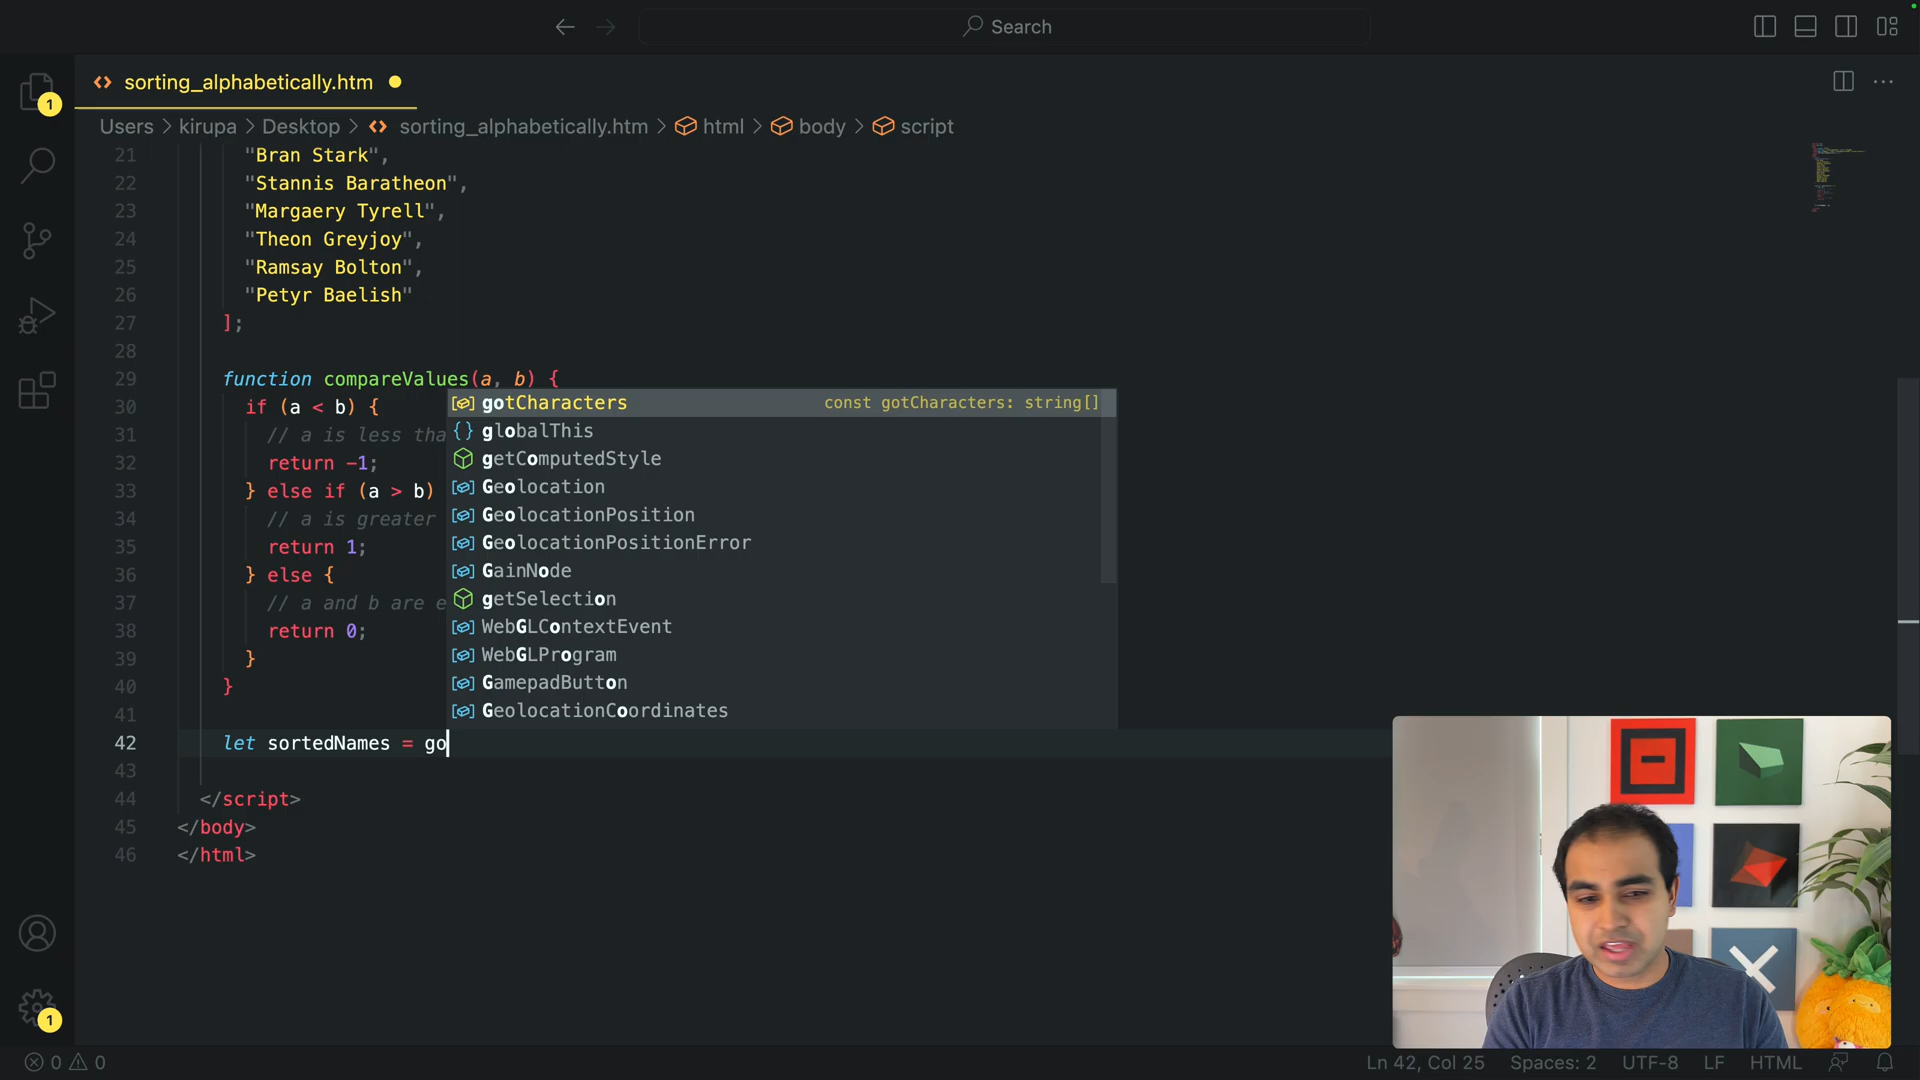 Search
sorting_alphabetically.htm
1
Users > kirupa > Desktop > sorting_alphabetically.htm > html > body > script
21 "Bran Stark",
22 "Stannis Baratheon",
23 "Margaery Tyrell",
24 "Theon Greyjoy",
25 "Ramsay Bolton",
26 "Petyr Baelish"
27 ];
28
29 function compareValues(a, b) {
30 if (a < b) {
31 // a is less tha
32 return -1;
33 } else if (a > b)
34 // a is greater
35 return 1;
36 } else {
37 // a and b are e
38 return 0;
39 }
40 }
41
42 let sortedNames = go
43
44 </script>
45 </body>
46 </html>
gotCharacters const gotCharacters: string[]
globalThis
getComputedStyle
Geolocation
GeolocationPosition
GeolocationPositionError
GainNode
getSelection
WebGLContextEvent
WebGLProgram
GamepadButton
GeolocationCoordinates
1
0 0
Ln 42, Col 25 Spaces: 2 UTF-8 LF HTML